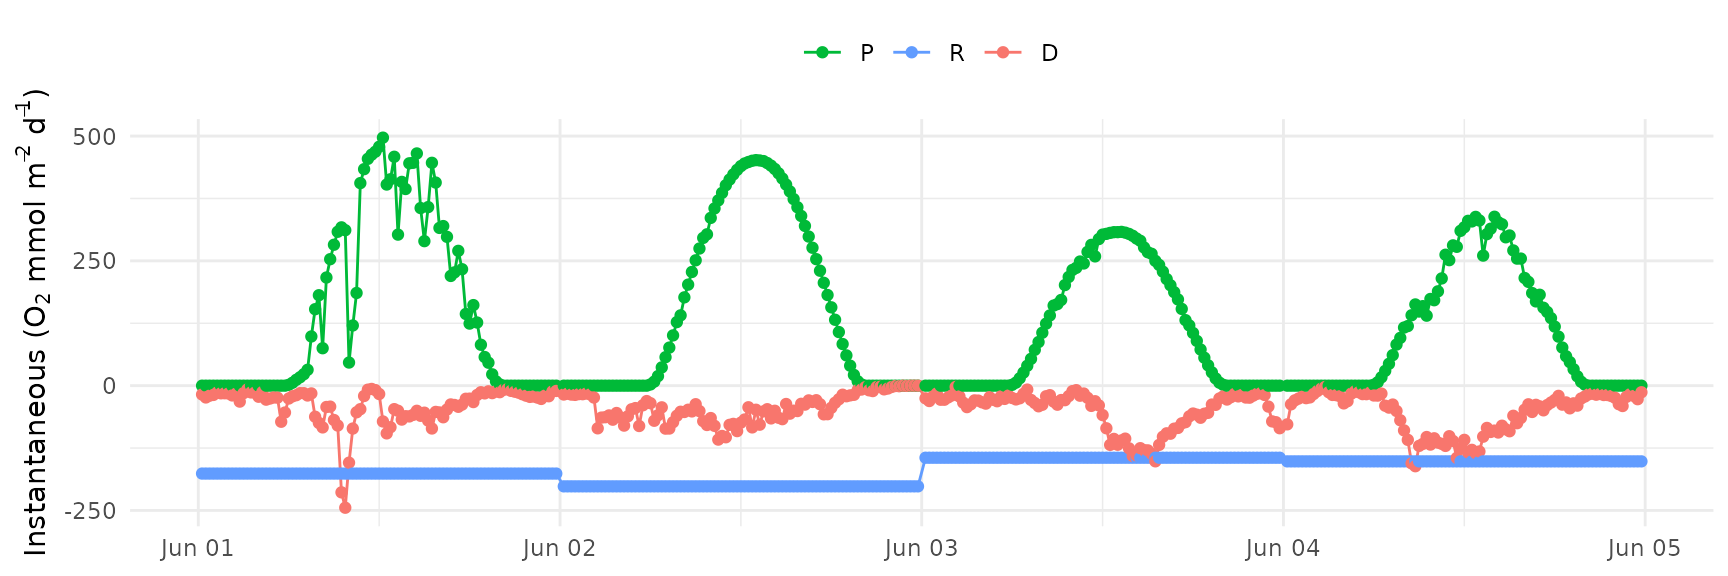 P R D
Instantaneous (O₂ mmol m⁻² d⁻¹)
500
250
0
-250
Jun 01 Jun 02 Jun 03 Jun 04 Jun 05